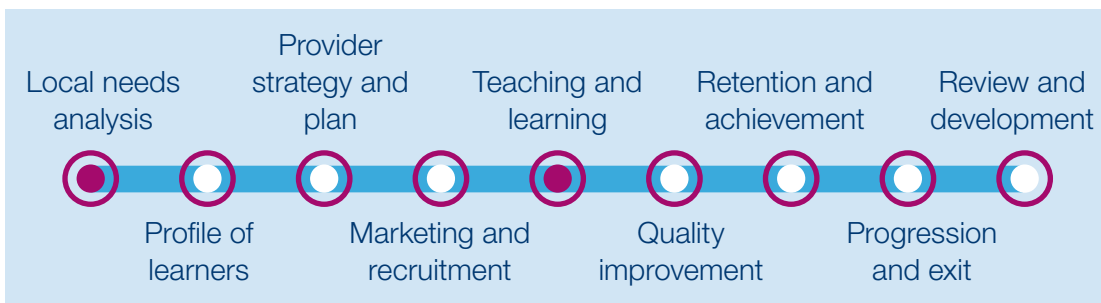 Local needs
analysis
Profile of
learners
Provider
strategy and
plan
Marketing and
recruitment
Teaching and
learning
Quality
improvement
Retention and
achievement
Progression
and exit
Review and
development